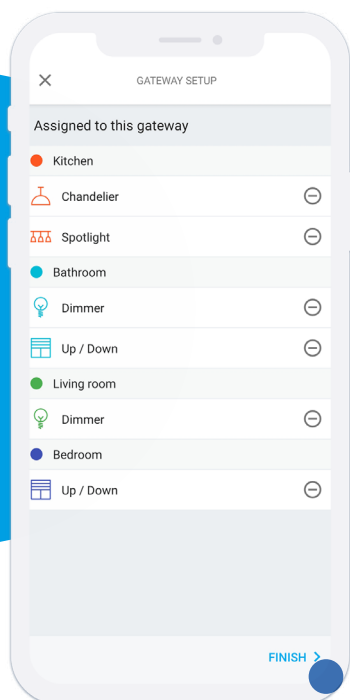 GATEWAY SETUP
Assigned to this gateway
Kitchen
Chandelier
Spotlight
Bathroom
Dimmer
Up / Down
Living room
Dimmer
Bedroom
Up / Down
FINISH